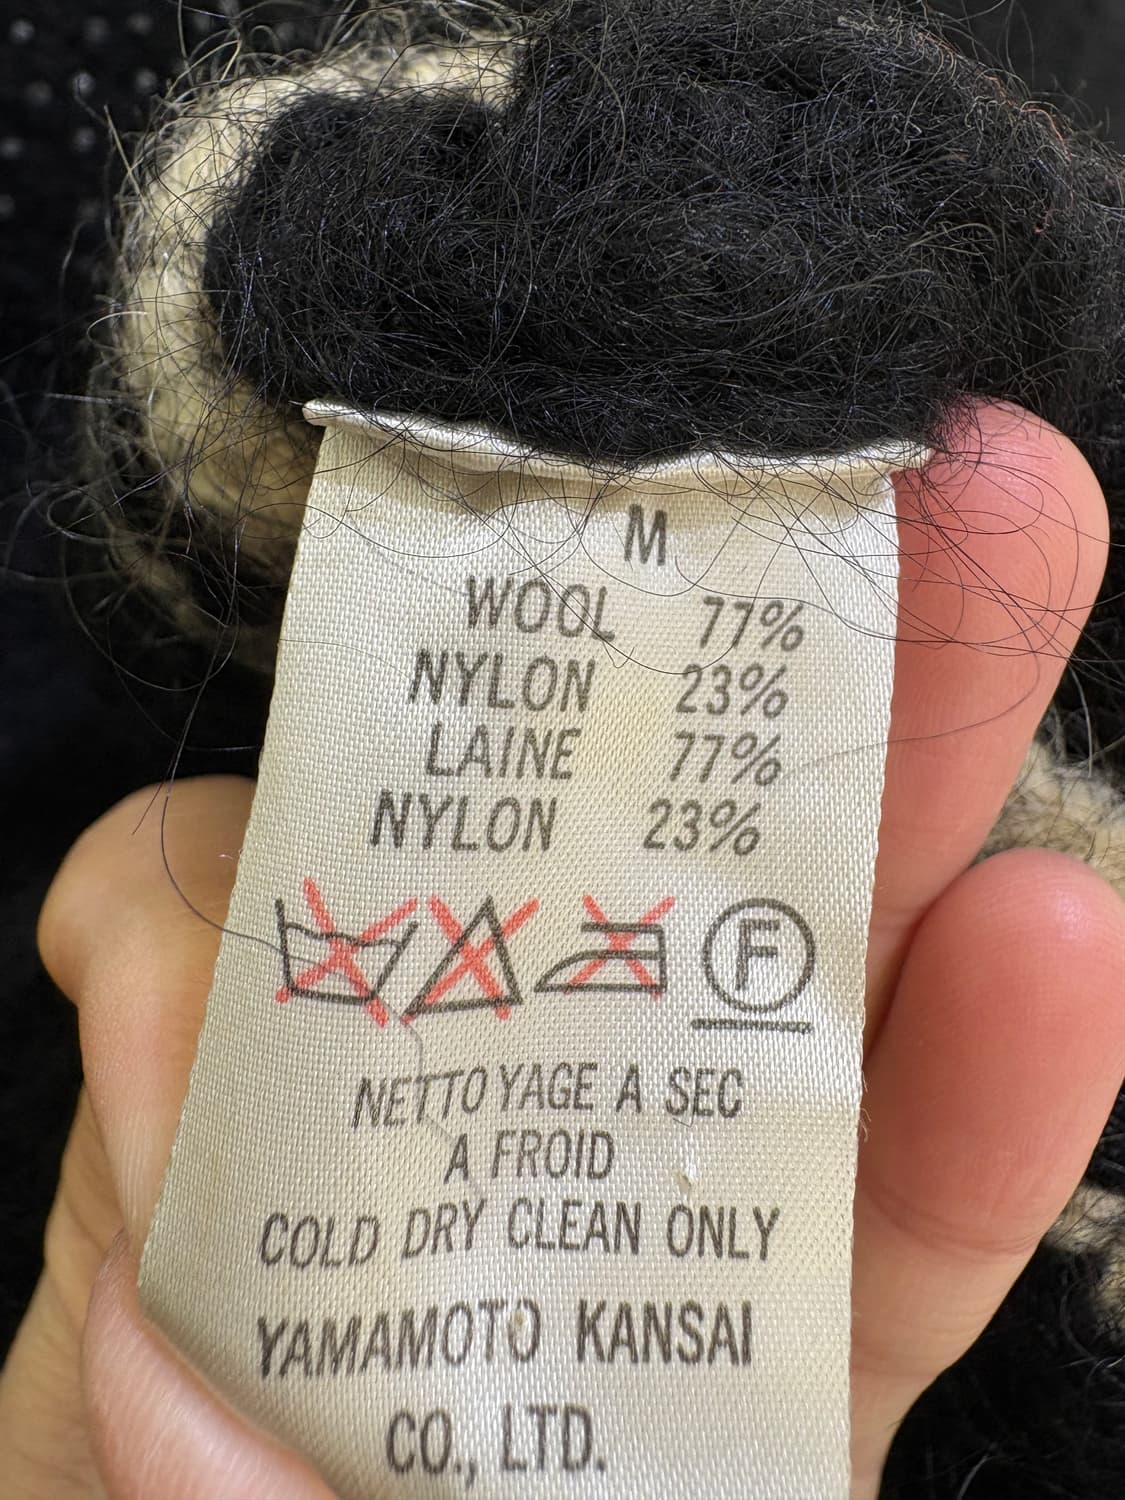 M
WOOL 77%
NYLON 23%
LAINE 77%
NYLON 23%
F
NETTOYAGE A SEC
A FROID
COLD DRY CLEAN ONLY
YAMAMOTO KANSAI
CO., LTD.